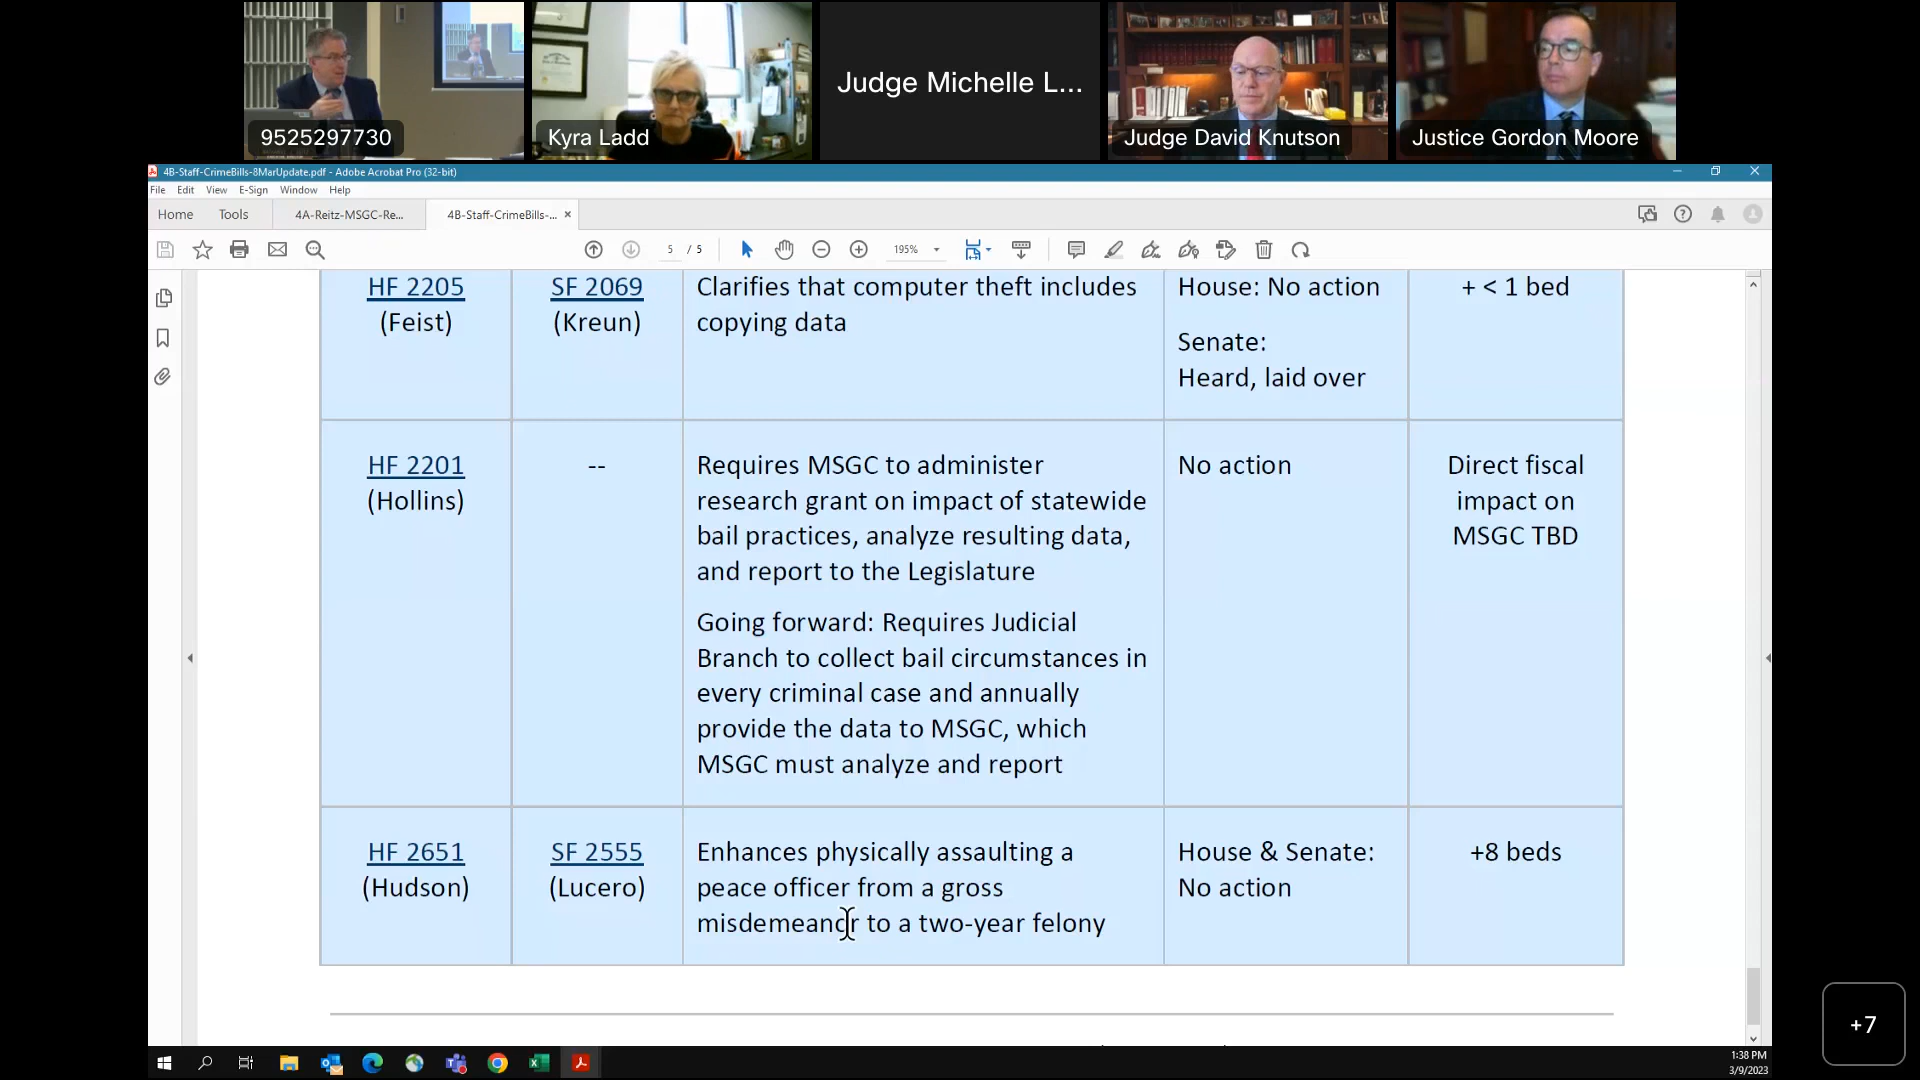 9525297730
Kyra Ladd
Judge Michelle L...
Judge David Knutson
Justice Gordon Moore
4B-Staff-CrimeBills-8MarUpdate.pdf - Adobe Acrobat Pro (32-bit)
File Edit View E-Sign Window Help
Home Tools 4A-Reitz-MSGC-Re... 4B-Staff-CrimeBills-... ×
5 / 5 195%
HF 2205
(Feist)
SF 2069
(Kreun)
Clarifies that computer theft includes
copying data
House: No action
Senate:
Heard, laid over
+ < 1 bed
HF 2201
(Hollins)
--
Requires MSGC to administer
research grant on impact of statewide
bail practices, analyze resulting data,
and report to the Legislature
Going forward: Requires Judicial
Branch to collect bail circumstances in
every criminal case and annually
provide the data to MSGC, which
MSGC must analyze and report
No action
Direct fiscal
impact on
MSGC TBD
HF 2651
(Hudson)
SF 2555
(Lucero)
Enhances physically assaulting a
peace officer from a gross
misdemeanor to a two-year felony
House & Senate:
No action
+8 beds
+7
1:38 PM
3/9/2023